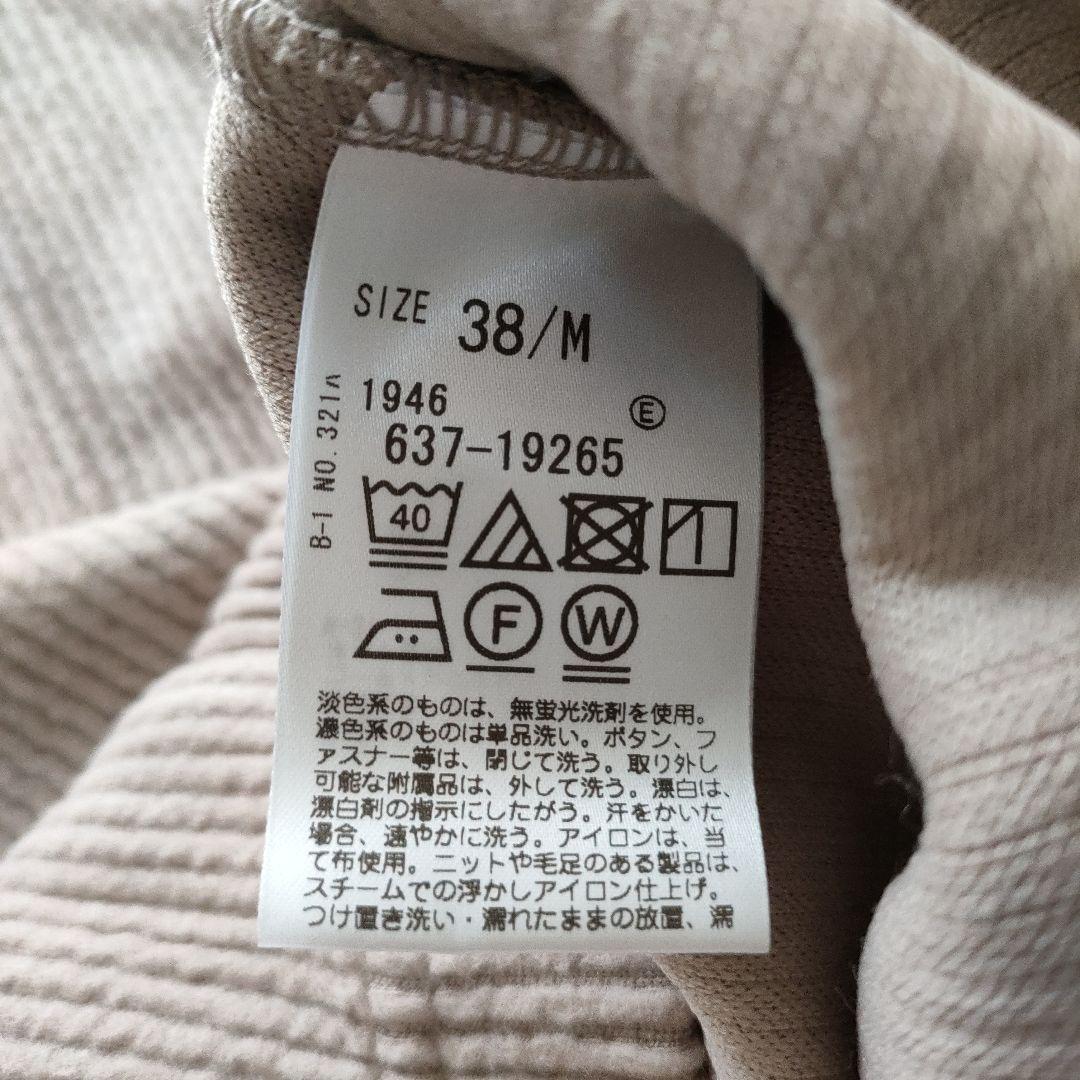 SIZE 38/M
1946 Ⓔ
637-19265
B-1 NO.321A
40
F W
淡色系のものは、無蛍光洗剤を使用。
濃色系のものは単品洗い。ボタン、フ
ァスナー等は、閉じて洗う。取り外し
可能な附属品は、外して洗う。漂白は、
漂白剤の指示にしたがう。汗をかいた
場合、速やかに洗う。アイロンは、当
て布使用。ニットや毛足のある製品は、
スチームでの浮かしアイロン仕上げ。
つけ置き洗い・濡れたままの放置、濡